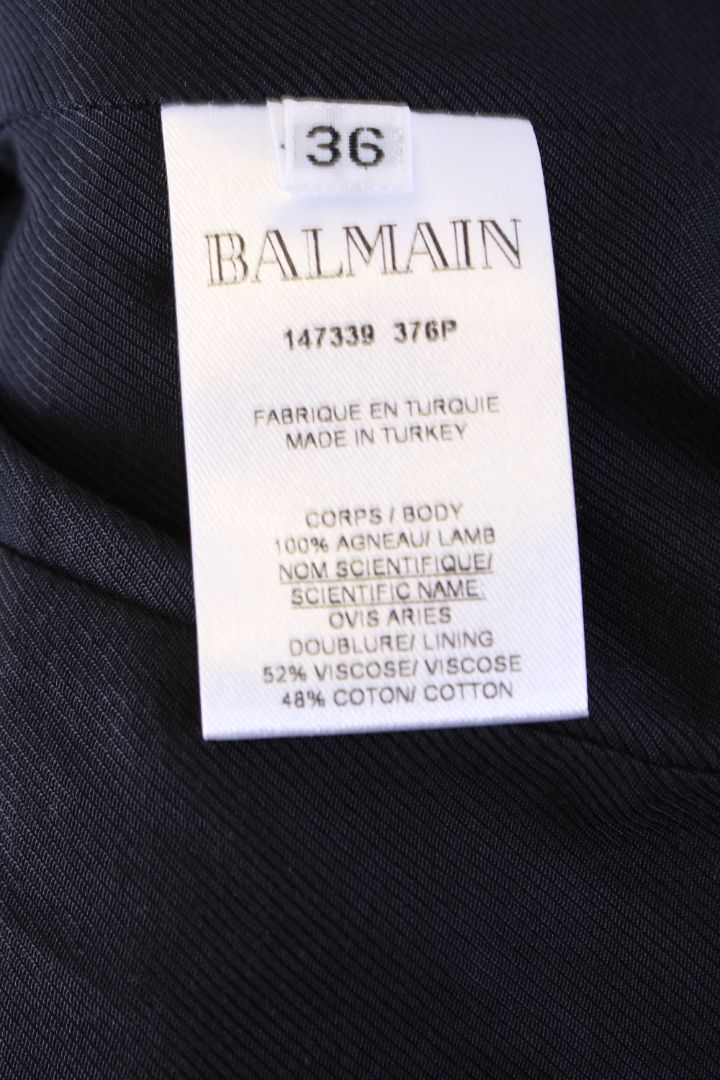 36
BALMAIN
147339 376P
FABRIQUE EN TURQUIE
MADE IN TURKEY
CORPS / BODY
100% AGNEAU/ LAMB
NOM SCIENTIFIQUE/
SCIENTIFIC NAME:
OVIS ARIES
DOUBLURE/ LINING
52% VISCOSE/ VISCOSE
48% COTON/ COTTON